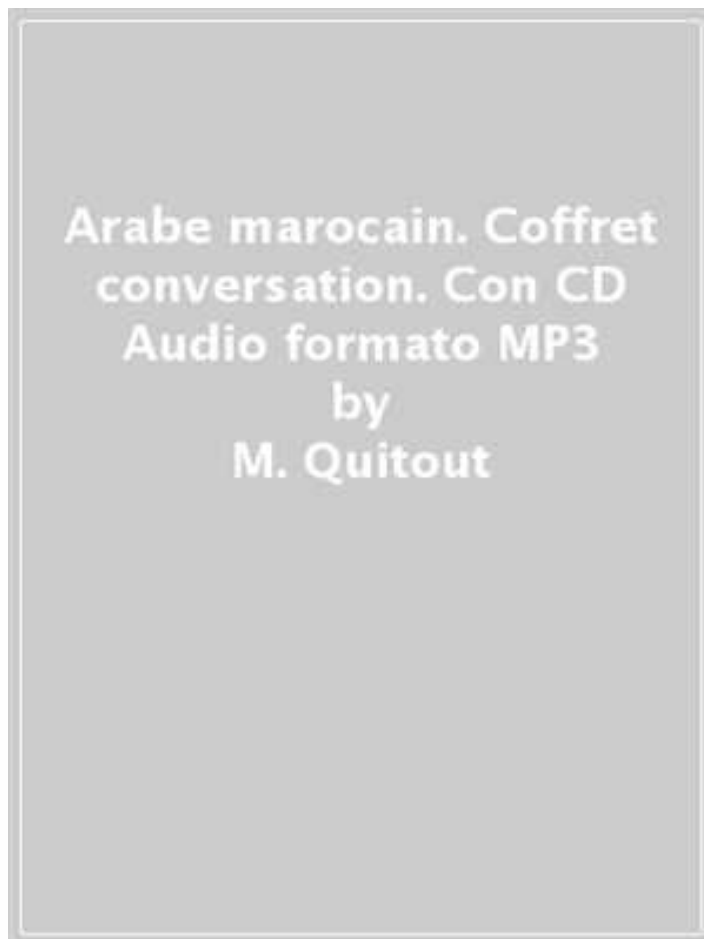 Arabe marocain. Coffret
conversation. Con CD
Audio formato MP3
by
M. Quitout